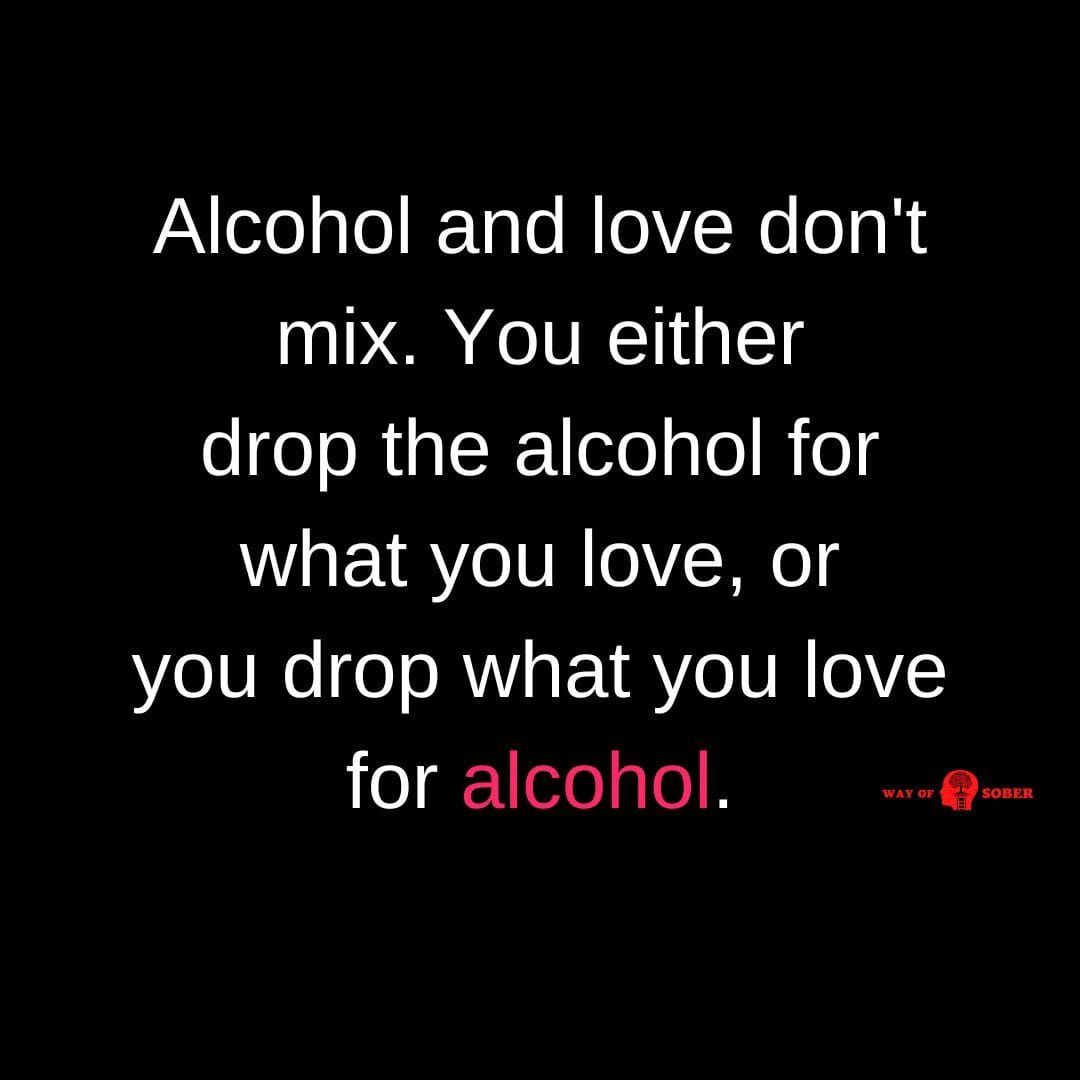 Alcohol and love don't
mix. You either
drop the alcohol for
what you love, or
you drop what you love
for alcohol.
WAY OF SOBER